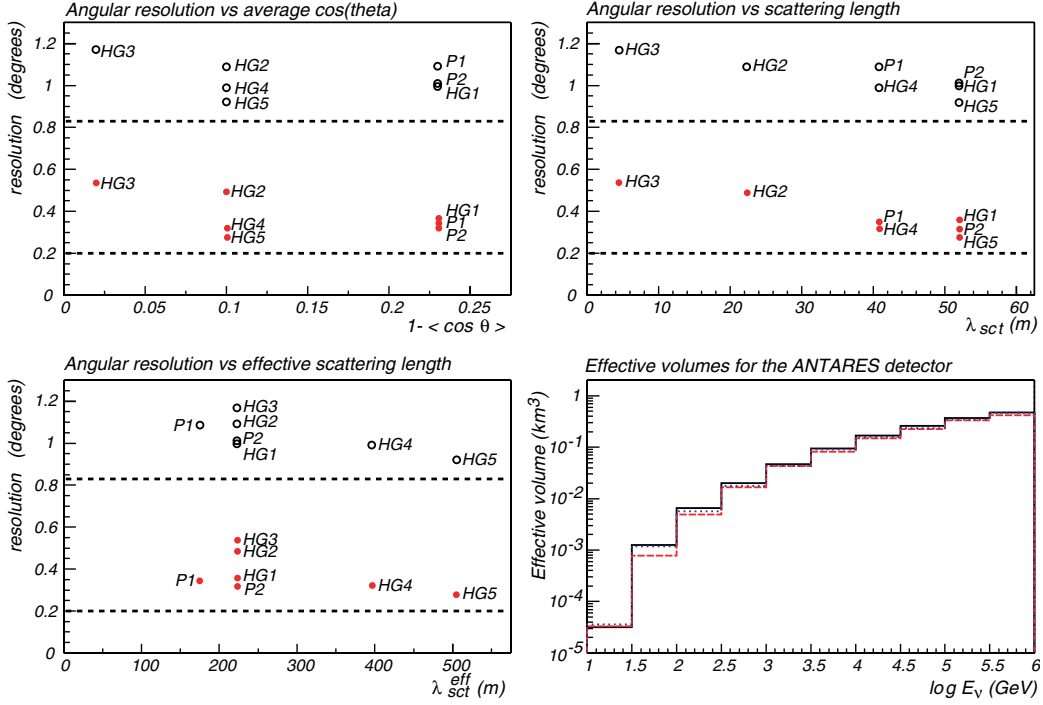 Angular resolution vs average cos(theta)
resolution (degrees)
1.2
1
0.8
0.6
0.4
0.2
0
HG3
HG2
HG4
HG5
P1
P2
HG1
HG3
HG2
HG4
HG5
HG1
P1
P2
0 0.05 0.1 0.15 0.2 0.25
1- < cos θ >
Angular resolution vs scattering length
resolution (degrees)
1.2
1
0.8
0.6
0.4
0.2
0
HG3
HG2
P1
HG4
P2
HG1
HG5
HG3
HG2
P1
HG4
HG1
P2
HG5
0 10 20 30 40 50 60
λ sct (m)
Angular resolution vs effective scattering length
resolution (degrees)
1.2
1
0.8
0.6
0.4
0.2
0
P1
HG3
HG2
P2
HG1
HG4
HG5
HG3
HG2
P1
HG1
P2
HG4
HG5
0 100 200 300 400 500
λ eff sct (m)
Effective volumes for the ANTARES detector
Effective volume (km³)
1
10⁻¹
10⁻²
10⁻³
10⁻⁴
10⁻⁵
1 1.5 2 2.5 3 3.5 4 4.5 5 5.5 6
log Eν (GeV)